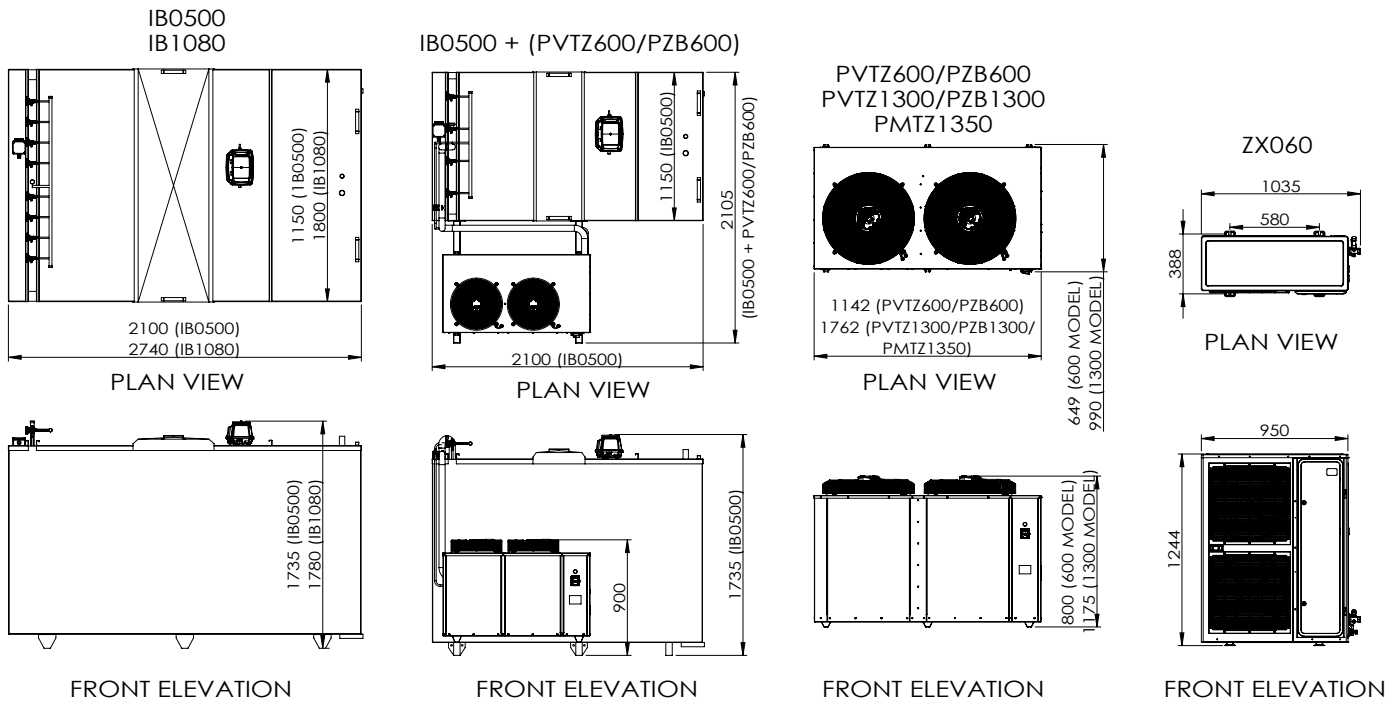 IB0500
IB1080
1150 (1B0500)
1800 (IB1080)
2100 (IB0500)
2740 (IB1080)
PLAN VIEW
1735 (IB0500)
1780 (IB1080)
FRONT ELEVATION
IB0500 + (PVTZ600/PZB600)
1150 (IB0500)
2105
(IB0500 + PVTZ600/PZB600)
2100 (IB0500)
PLAN VIEW
900
1735 (IB0500)
FRONT ELEVATION
PVTZ600/PZB600
PVTZ1300/PZB1300
PMTZ1350
1142 (PVTZ600/PZB600)
1762 (PVTZ1300/PZB1300/
PMTZ1350)
649 (600 MODEL)
990 (1300 MODEL)
PLAN VIEW
800 (600 MODEL)
1175 (1300 MODEL)
FRONT ELEVATION
ZX060
1035
580
388
PLAN VIEW
950
1244
FRONT ELEVATION